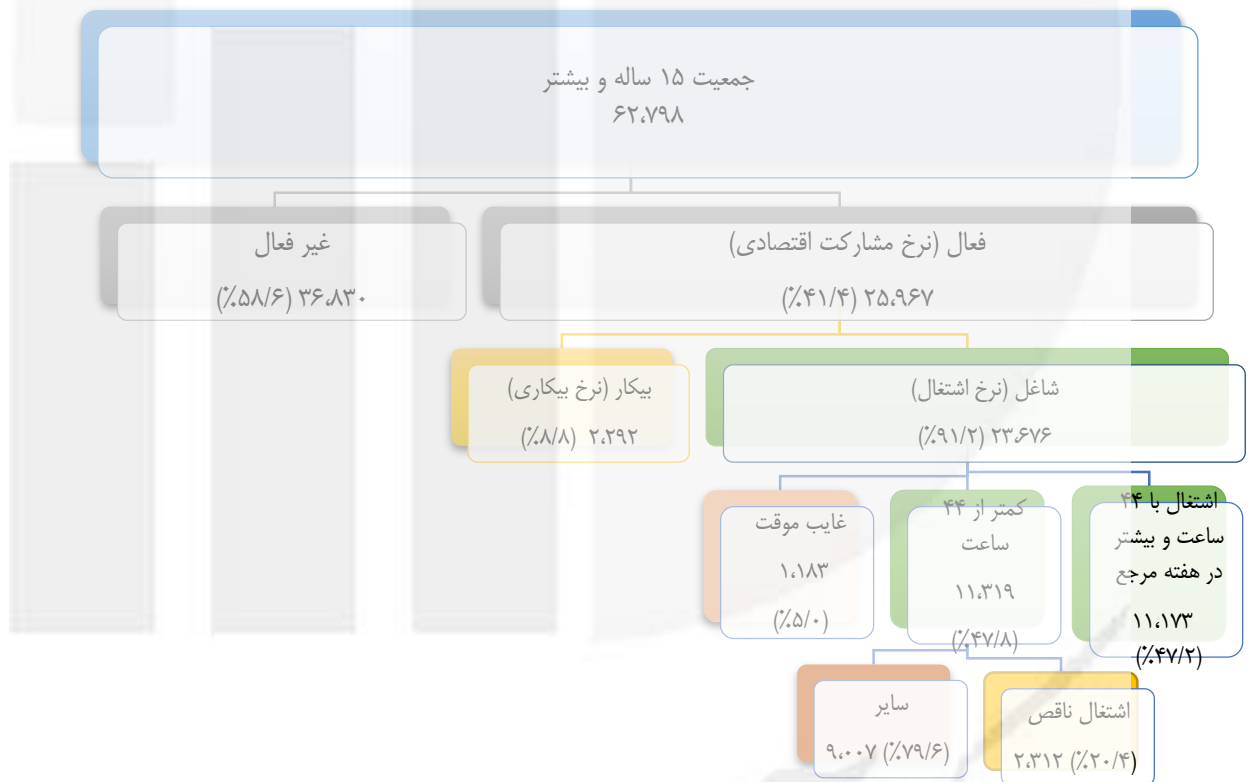 جمعیت ۱۵ ساله و بیشتر
۶۲،۷۹۸
فعال (نرخ مشارکت اقتصادی)
۲۵،۹۶۷ (٪۴۱/۴)
غیر فعال
۳۶،۸۳۰ (٪۵۸/۶)
شاغل (نرخ اشتغال)
۲۳،۶۷۶ (٪۹۱/۲)
بیکار (نرخ بیکاری)
۲،۲۹۲ (٪۸/۸)
اشتغال با ۴۴
ساعت و بیشتر
در هفته مرجع
۱۱،۱۷۳
(٪۴۷/۲)
کمتر از ۴۴
ساعت
۱۱،۳۱۹
(٪۴۷/۸)
غایب موقت
۱،۱۸۳
(٪۵/۰)
اشتغال ناقص
۲،۳۱۲ (٪۲۰/۴)
سایر
۹،۰۰۷ (٪۷۹/۶)